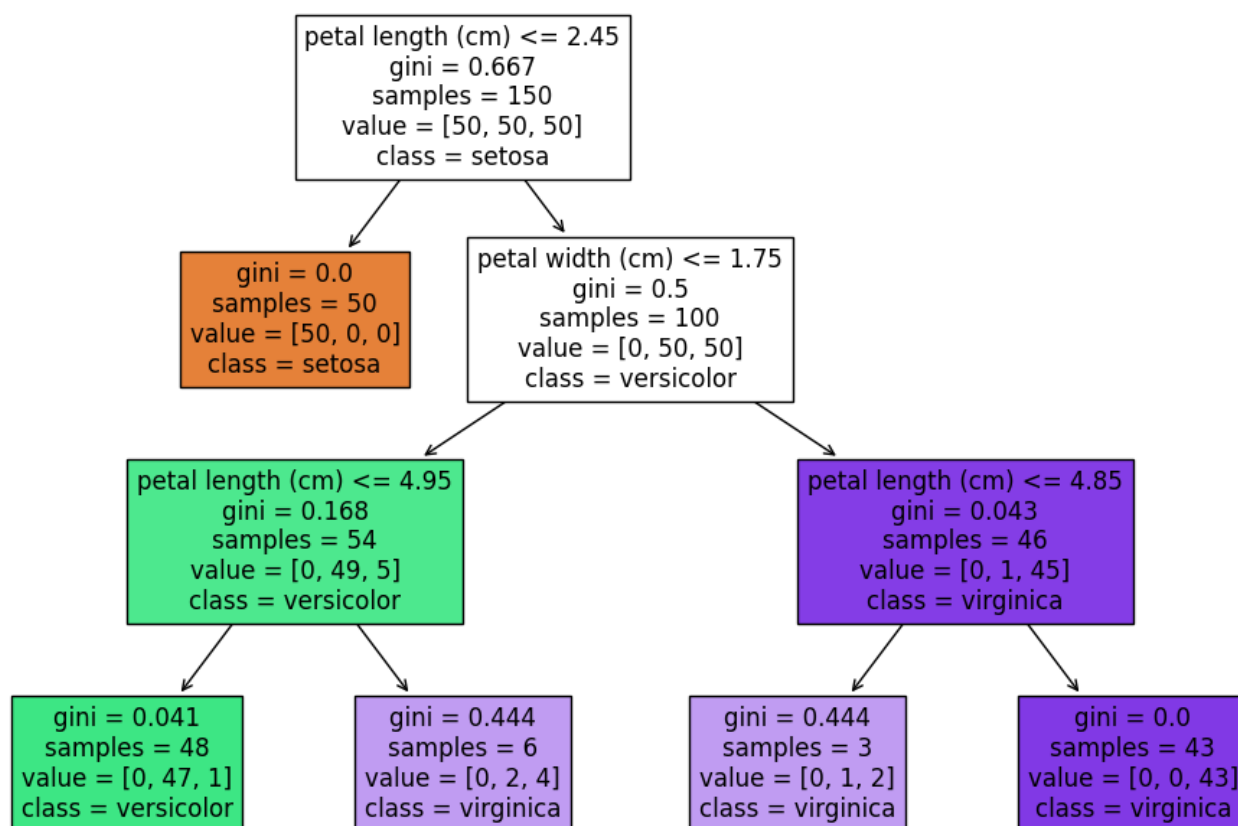 petal length (cm) <= 2.45
gini = 0.667
samples = 150
value = [50, 50, 50]
class = setosa
gini = 0.0
samples = 50
value = [50, 0, 0]
class = setosa
petal width (cm) <= 1.75
gini = 0.5
samples = 100
value = [0, 50, 50]
class = versicolor
petal length (cm) <= 4.95
gini = 0.168
samples = 54
value = [0, 49, 5]
class = versicolor
petal length (cm) <= 4.85
gini = 0.043
samples = 46
value = [0, 1, 45]
class = virginica
gini = 0.041
samples = 48
value = [0, 47, 1]
class = versicolor
gini = 0.444
samples = 6
value = [0, 2, 4]
class = virginica
gini = 0.444
samples = 3
value = [0, 1, 2]
class = virginica
gini = 0.0
samples = 43
value = [0, 0, 43]
class = virginica